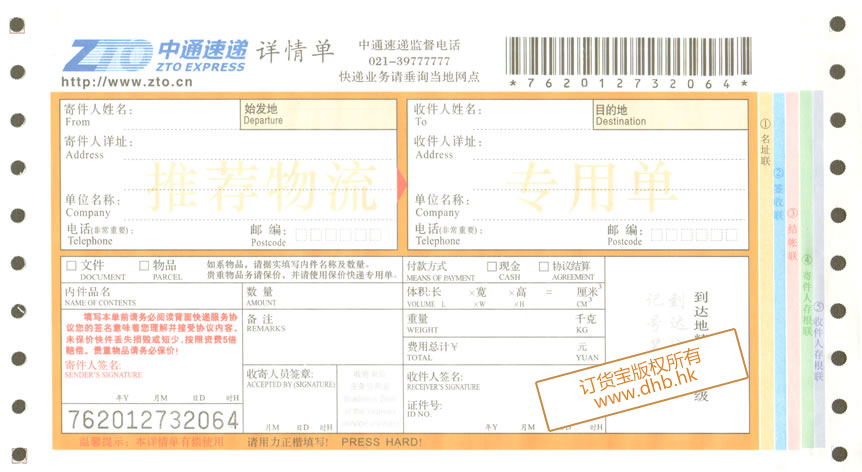 ZTO 中通速递 详情单
ZTO EXPRESS
http://www.zto.cn
中通速递监督电话
021-39777777
快递业务请垂询当地网点
*762012732064*
寄件人姓名:
From
始发地
Departure
寄件人详址:
Address
单位名称:
Company
电话(非常重要):
Telephone
邮 编:
Postcode
收件人姓名:
To
目的地
Destination
收件人详址:
Address
单位名称:
Company
电话(非常重要):
Telephone
邮 编:
Postcode
推荐物流 专用单
①名址联
②签收联
③结帐联
④寄件人存根联
⑤收件人存根联
文件
DOCUMENT
物品
PARCEL
如系物品,请据实填写内件名称及数量。
贵重物品务请保价,并请使用保价快递专用单。
付款方式
MEANS OF PAYMENT
现金
CASH
协议结算
AGREEMENT
内件品名
NAME OF CONTENTS
数 量
AMOUNT
体积:长 ×宽 ×高 = 厘米3
VOLUME L ×W ×H CM3
填写本单前请务必阅读背面快递服务协
议!您的签名意味着您理解并接受协议内容。
未保价快件丢失损毁或短少,按照资费5倍
赔偿。贵重物品请务必保价!
备 注
REMARKS
重量 千克
WEIGHT KG
费用总计¥ 元
TOTAL YUAN
寄件人签名:
SENDER'S SIGNATURE
年Y 月M 日D 时H
收寄人员签章:
ACCEPTED BY (SIGNATURE)
月M 日D 时H
收件人签名:
RECEIVER'S SIGNATURE
证件号:
ID NO.
年Y 月M 日D 时H
到达地
级
762012732064
温馨提示:本详情单有偿使用
请用力正楷填写! PRESS HARD!
订货宝版权所有
www.dhb.hk